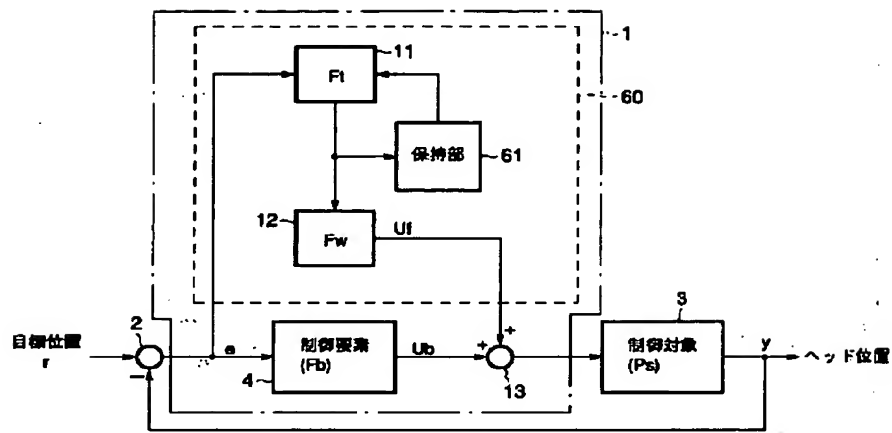 1
11
Ft
60
保持部
61
12
Fw
Uf
+
3
2
目標位置
r
−
e
制御要素
(Fb)
4
Ub
+
13
制御対象
(Ps)
y
ヘッド位置